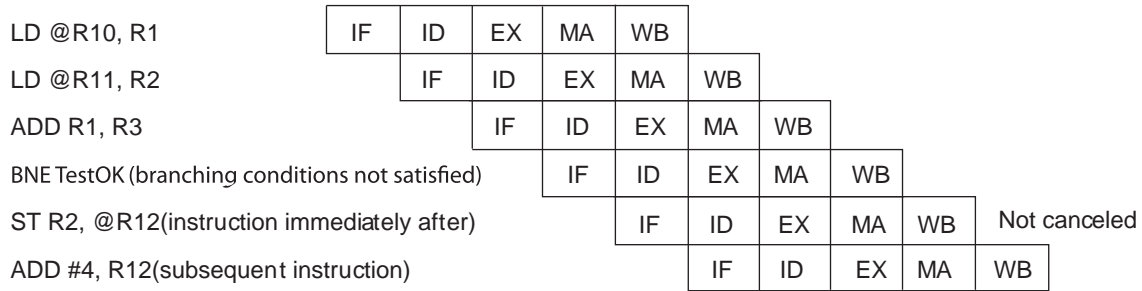 LD @R10, R1 IF ID EX MA WB
LD @R11, R2 IF ID EX MA WB
ADD R1, R3 IF ID EX MA WB
BNE TestOK (branching conditions not satisfied) IF ID EX MA WB
ST R2, @R12(instruction immediately after) IF ID EX MA WB Not canceled
ADD #4, R12(subsequent instruction) IF ID EX MA WB